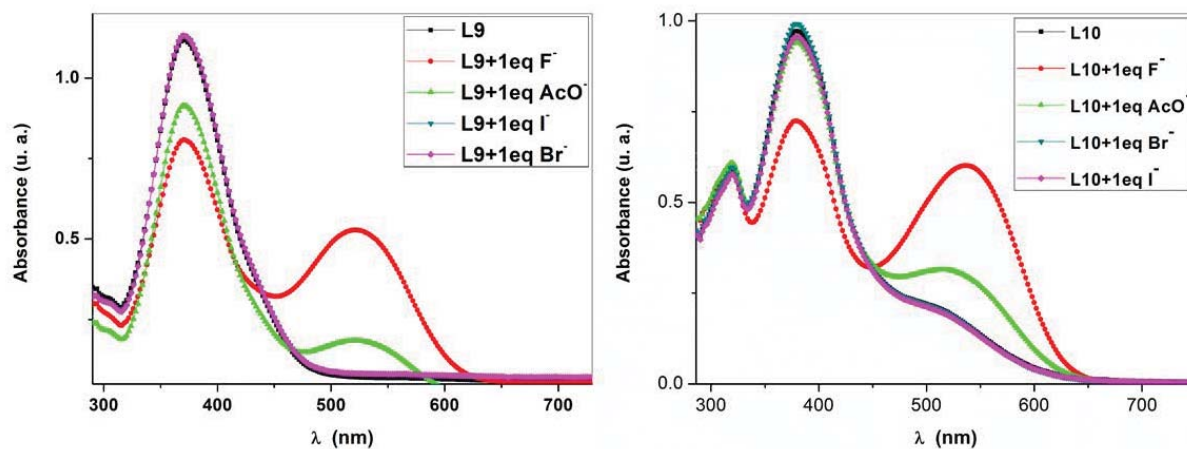 L9
L9+1eq F⁻
L9+1eq AcO⁻
L9+1eq I⁻
L9+1eq Br⁻
1.0
0.5
Absorbance (u. a.)
300 400 500 600 700
λ (nm)
L10
L10+1eq F⁻
L10+1eq AcO⁻
L10+1eq Br⁻
L10+1eq I⁻
1.0
0.5
0.0
Absorbance (u. a.)
300 400 500 600 700
λ (nm)